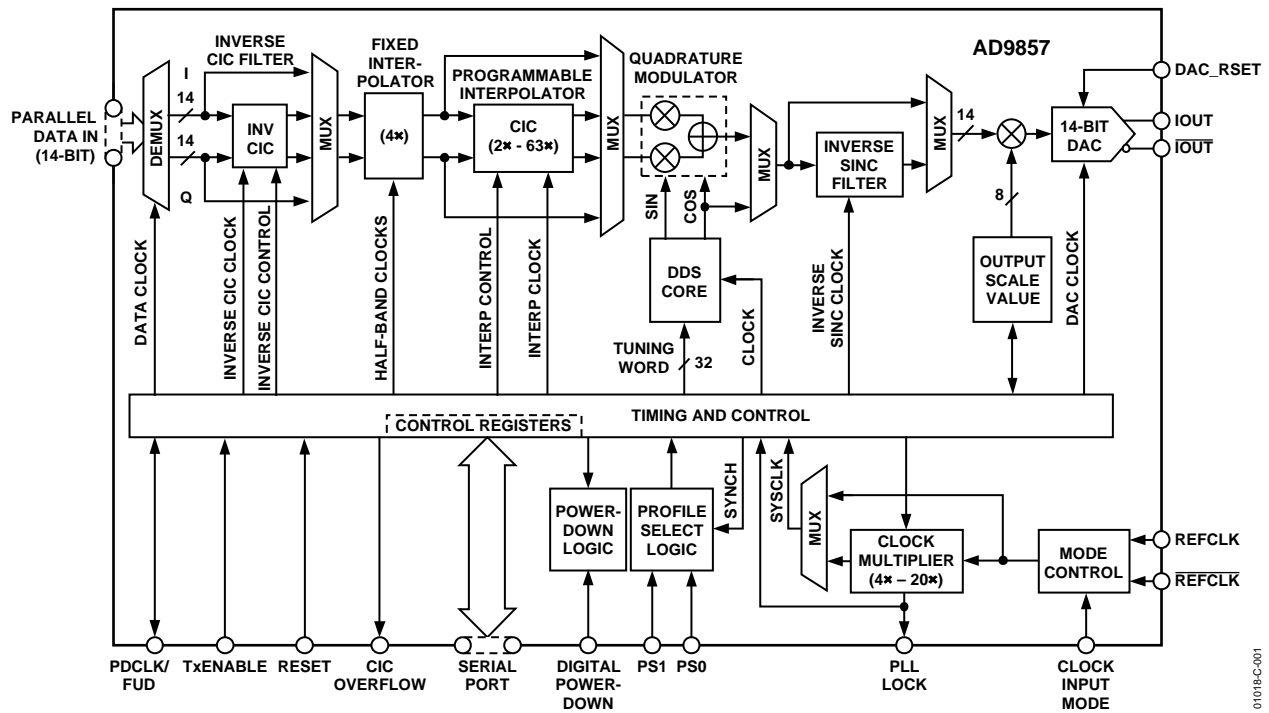 AD9857
INVERSE
CIC FILTER
FIXED
INTER-
POLATOR
PROGRAMMABLE
INTERPOLATOR
QUADRATURE
MODULATOR
DAC_RSET
PARALLEL
DATA IN
(14-BIT)
DEMUX
I
14
14
Q
INV
CIC
MUX
(4×)
CIC
(2× - 63×)
MUX
SIN
COS
MUX
INVERSE
SINC
FILTER
MUX
14
8
14-BIT
DAC
IOUT
IOUT
DATA CLOCK
INVERSE CIC CLOCK
INVERSE CIC CONTROL
HALF-BAND CLOCKS
INTERP CONTROL
INTERP CLOCK
DDS
CORE
TUNING
WORD
32
CLOCK
INVERSE
SINC CLOCK
OUTPUT
SCALE
VALUE
DAC CLOCK
TIMING AND CONTROL
CONTROL REGISTERS
POWER-
DOWN
LOGIC
PROFILE
SELECT
LOGIC
SYNCH
SYSCLK
MUX
CLOCK
MULTIPLIER
(4× – 20×)
MODE
CONTROL
REFCLK
REFCLK
PDCLK/
FUD
TxENABLE
RESET
CIC
OVERFLOW
SERIAL
PORT
DIGITAL
POWER-
DOWN
PS1
PS0
PLL
LOCK
CLOCK
INPUT
MODE
01018-C-001